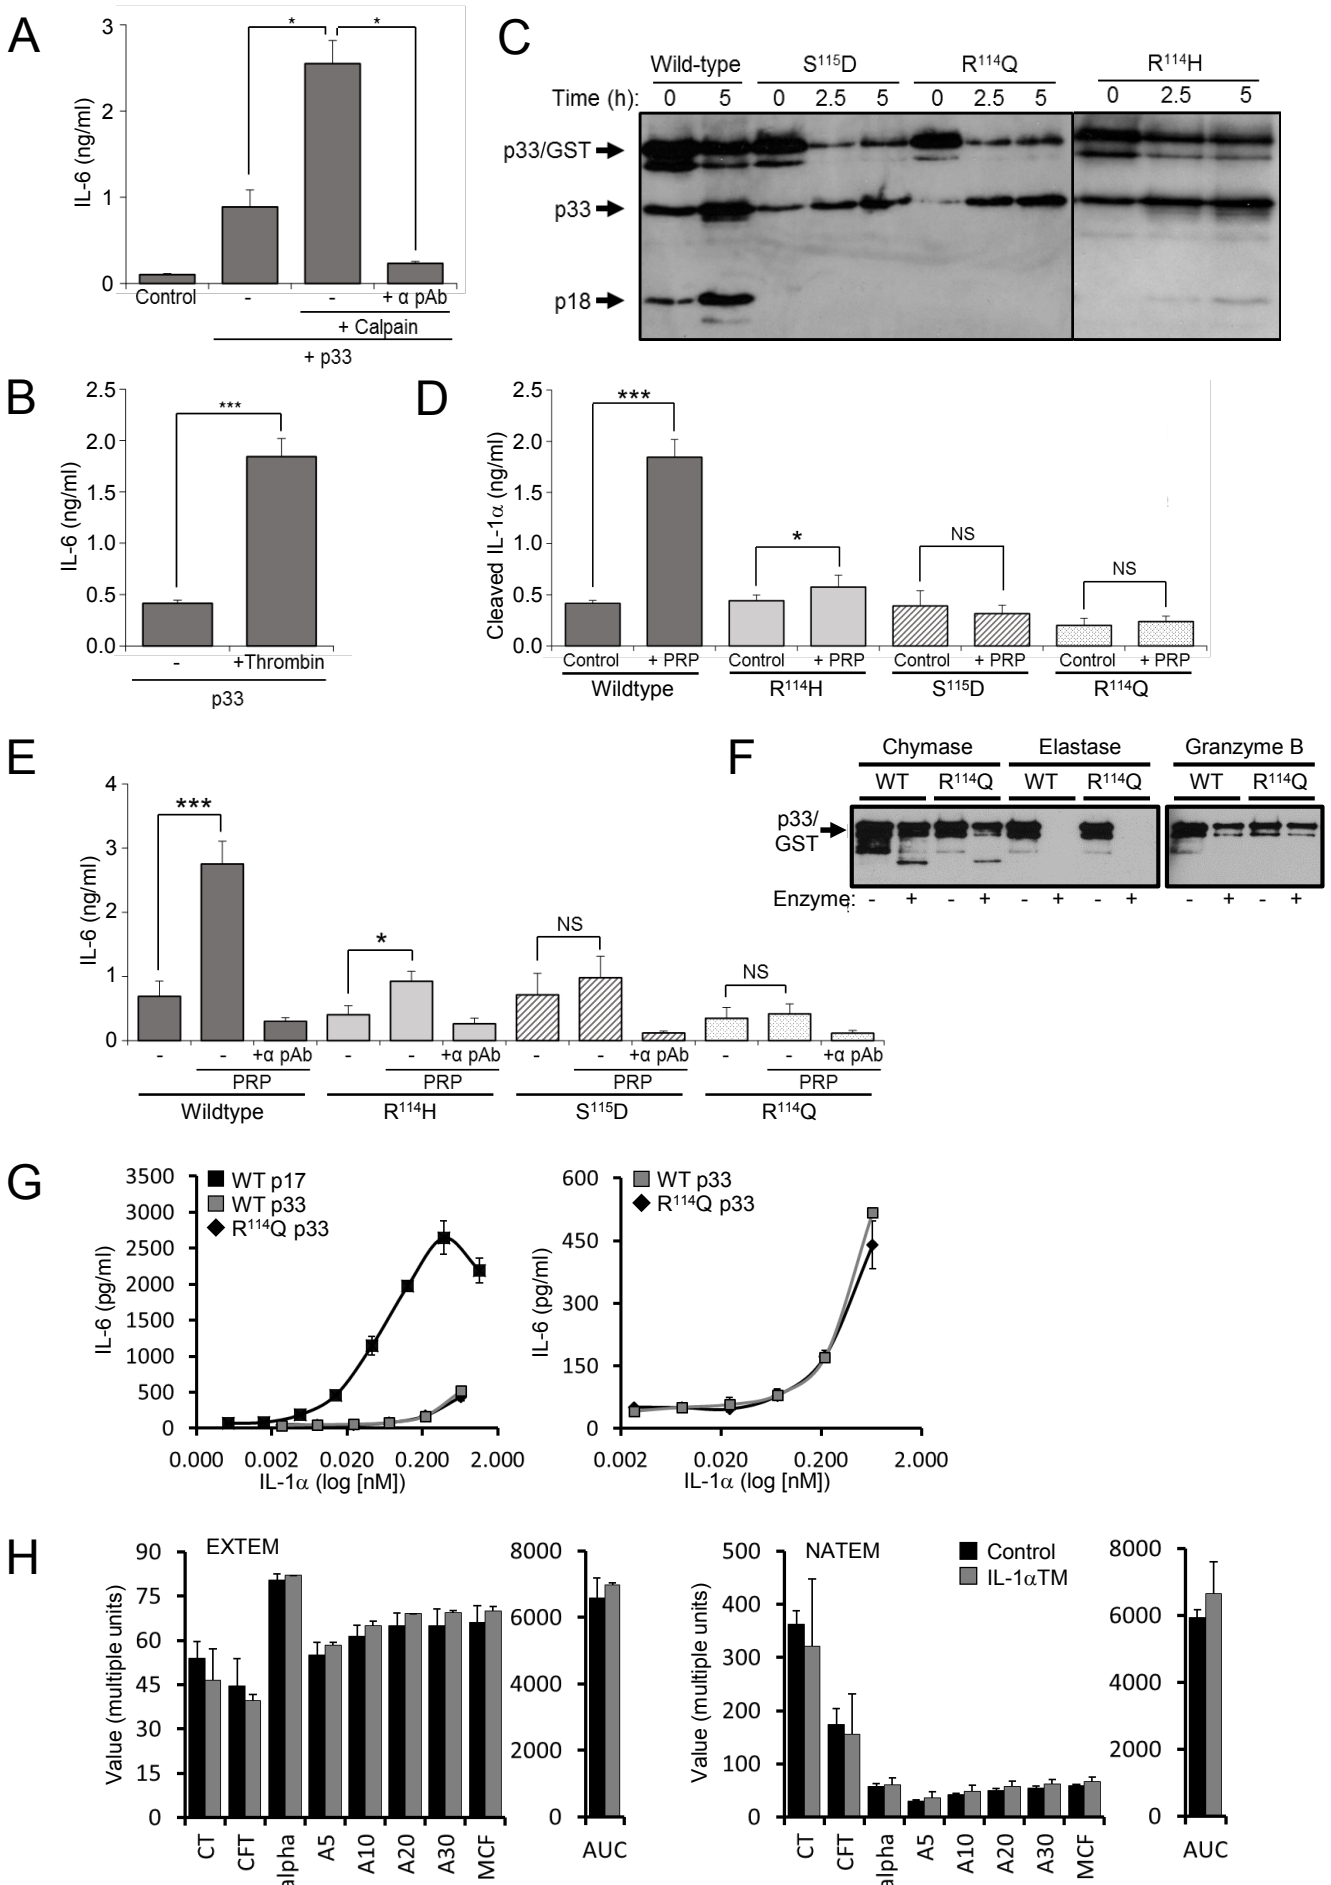 A
IL-6 (ng/ml)
3
2
1
0
* *
Control - - + α pAb
+ Calpain
+ p33
B
IL-6 (ng/ml)
2.5
2.0
1.5
1.0
0.5
0.0
***
- +Thrombin
p33
C
Wild-type S¹¹⁵D R¹¹⁴Q R¹¹⁴H
Time (h): 0 5 0 2.5 5 0 2.5 5 0 2.5 5
p33/GST
p33
p18
D
Cleaved IL-1α (ng/ml)
2.5
2.0
1.5
1.0
0.5
0.0
*** * NS NS
Control + PRP Control + PRP Control + PRP Control + PRP
Wildtype R¹¹⁴H S¹¹⁵D R¹¹⁴Q
E
IL-6 (ng/ml)
4
3
2
1
0
*** * NS NS
- - +α pAb - - +α pAb - - +α pAb - - +α pAb
PRP PRP PRP PRP
Wildtype R¹¹⁴H S¹¹⁵D R¹¹⁴Q
F
Chymase Elastase Granzyme B
WT R¹¹⁴Q WT R¹¹⁴Q WT R¹¹⁴Q
p33/
GST
Enzyme: - + - + - + - + - + - +
G
IL-6 (pg/ml)
3500
3000
2500
2000
1500
1000
500
0
WT p17
WT p33
R¹¹⁴Q p33
0.000 0.002 0.020 0.200 2.000
IL-1α (log [nM])
IL-6 (pg/ml)
600
450
300
150
0
WT p33
R¹¹⁴Q p33
0.002 0.020 0.200 2.000
IL-1α (log [nM])
H
EXTEM
Value (multiple units)
90
75
60
45
30
15
0
CT CFT alpha A5 A10 A20 A30 MCF
8000
6000
4000
2000
0
AUC
NATEM
Value (multiple units)
500
400
300
200
100
0
CT CFT alpha A5 A10 A20 A30 MCF
Control
IL-1αTM
8000
6000
4000
2000
0
AUC